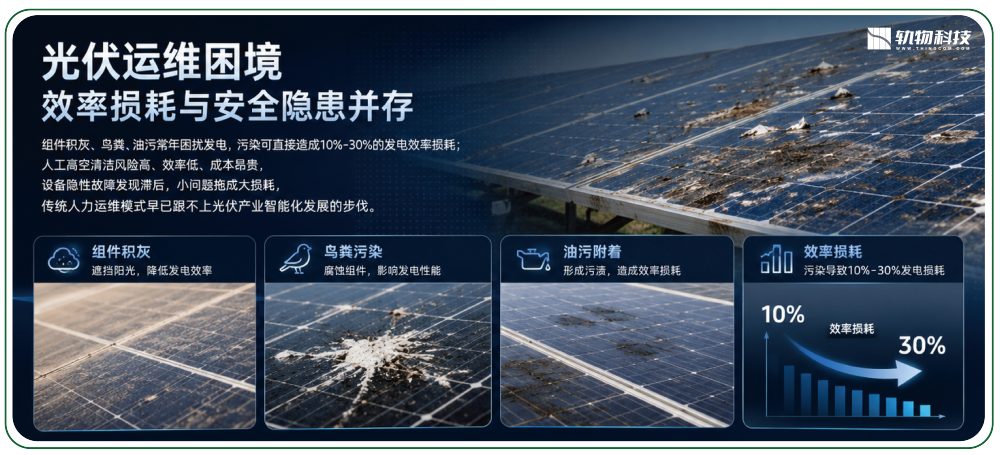 轨物科技
WWW.THINGCOM.COM
光伏运维困境
效率损耗与安全隐患并存
组件积灰、鸟粪、油污常年困扰发电，污染可直接造成10%-30%的发电效率损耗；
人工高空清洁风险高、效率低、成本昂贵，
设备隐性故障发现滞后，小问题拖成大损耗，
传统人力运维模式早已跟不上光伏产业智能化发展的步伐。
组件积灰
遮挡阳光，降低发电效率
鸟粪污染
腐蚀组件，影响发电性能
油污附着
形成污渍，造成效率损耗
效率损耗
污染导致10%-30%发电损耗
10%
效率损耗
30%